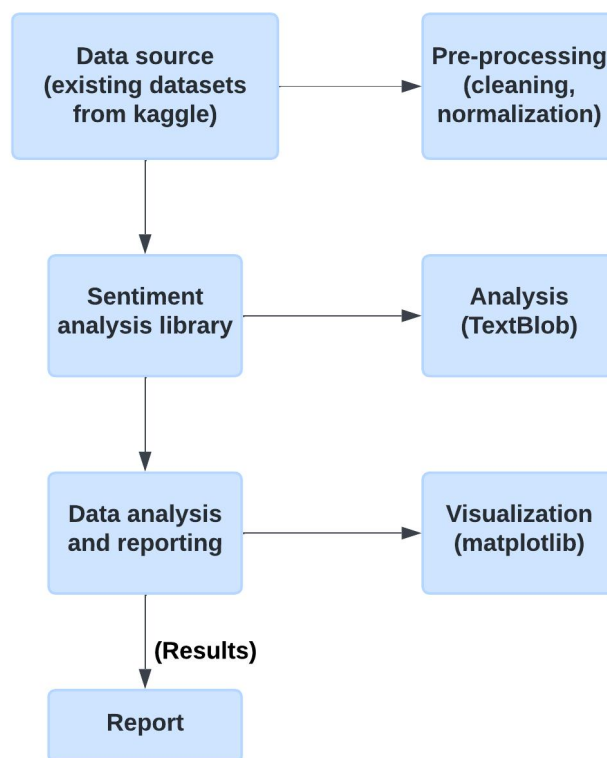 Data source
(existing datasets
from kaggle)
Pre-processing
(cleaning,
normalization)
Sentiment
analysis library
Analysis
(TextBlob)
Data analysis
and reporting
Visualization
(matplotlib)
(Results)
Report